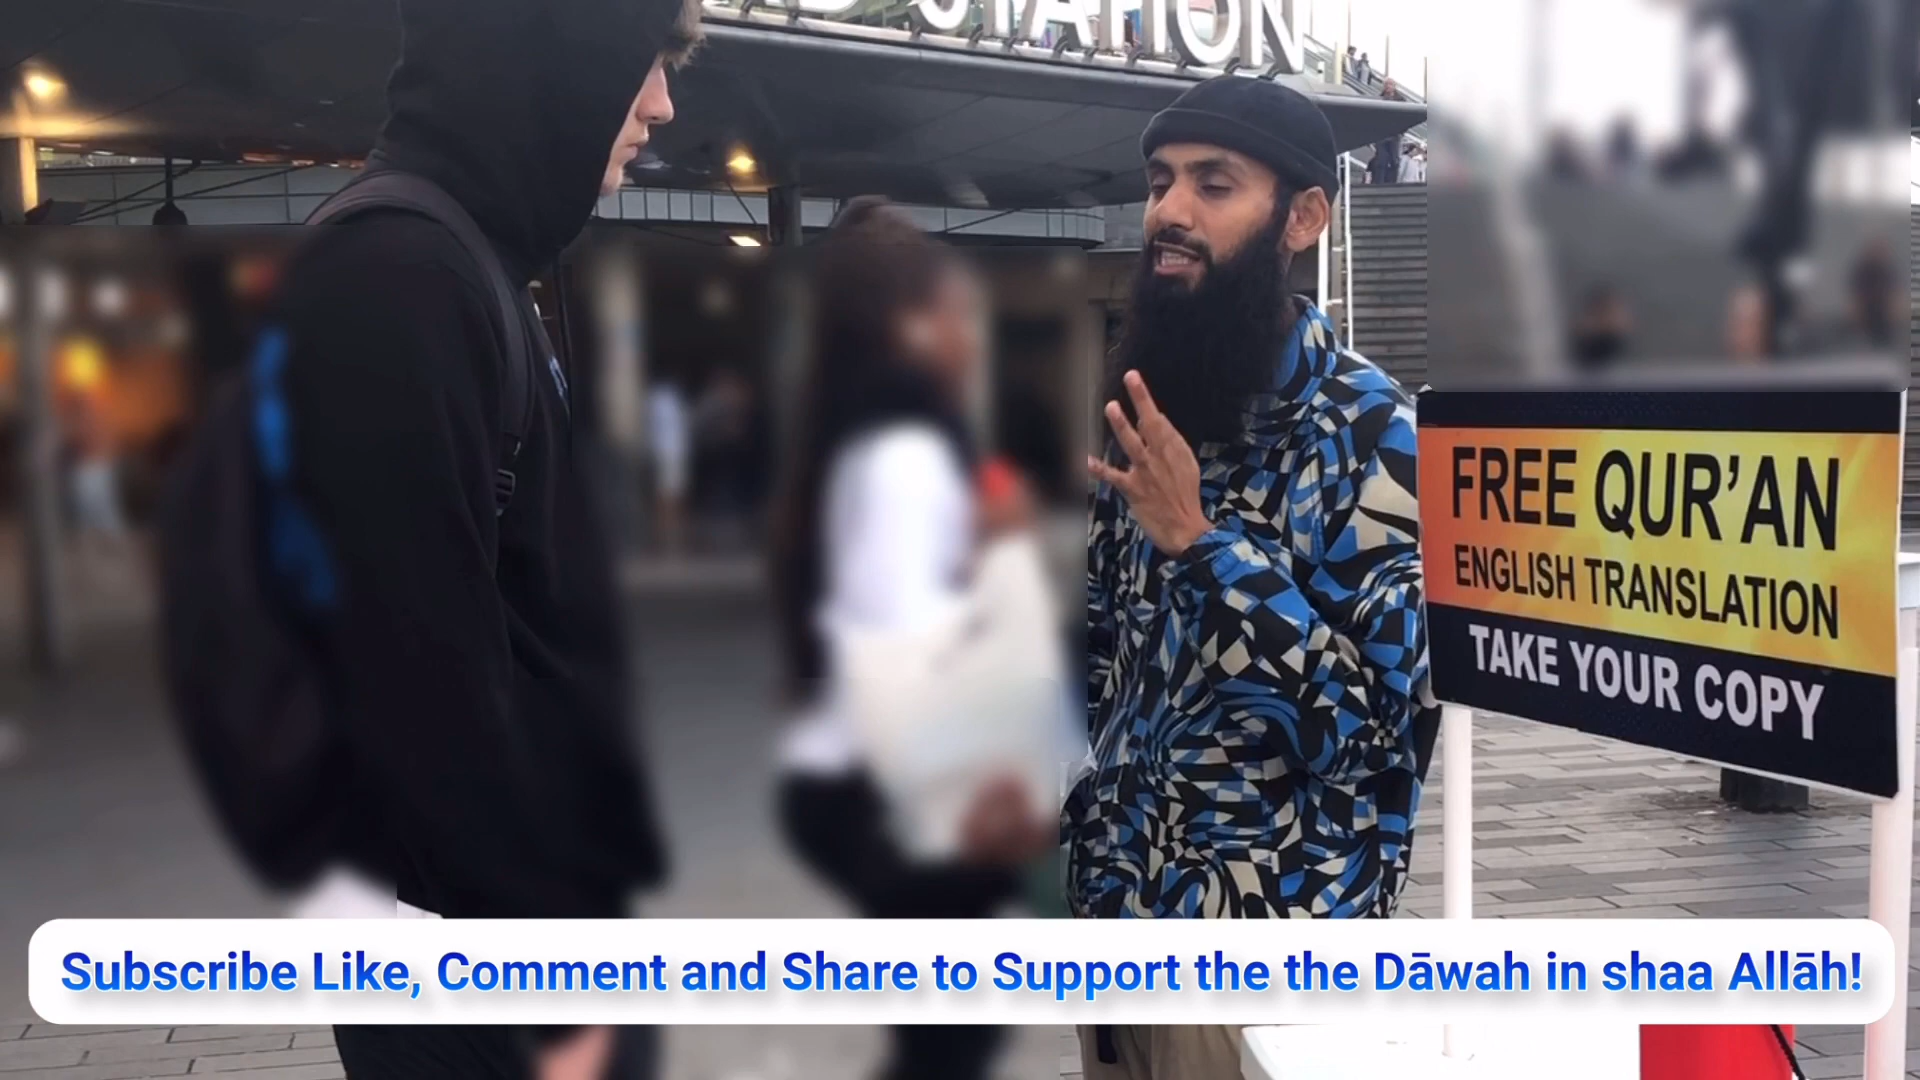 STATION
FREE QUR'AN
ENGLISH TRANSLATION
TAKE YOUR COPY
Subscribe Like, Comment and Share to Support the the Dāwah in shaa Allāh!